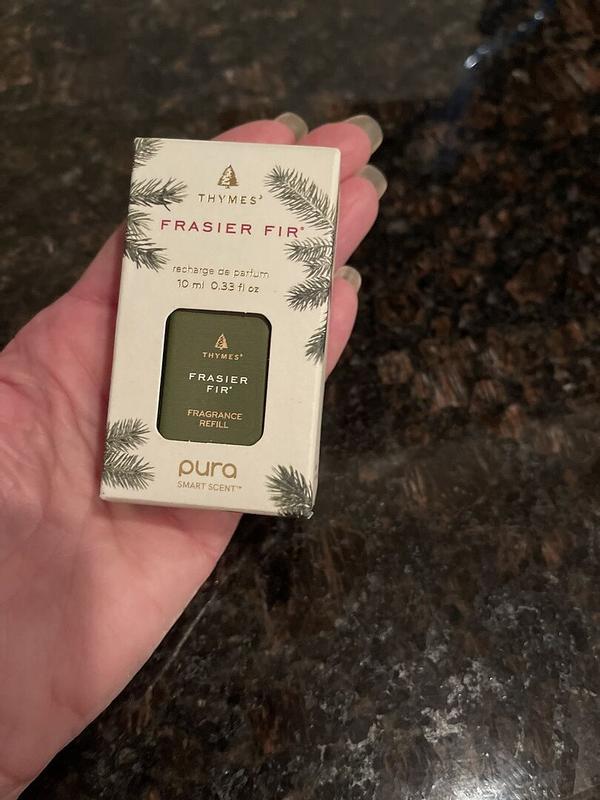 THYMES®
FRASIER FIR®
recharge de parfum
10 ml 0.33 fl oz
THYMES®
FRASIER
FIR®
FRAGRANCE
REFILL
pura
SMART SCENT™